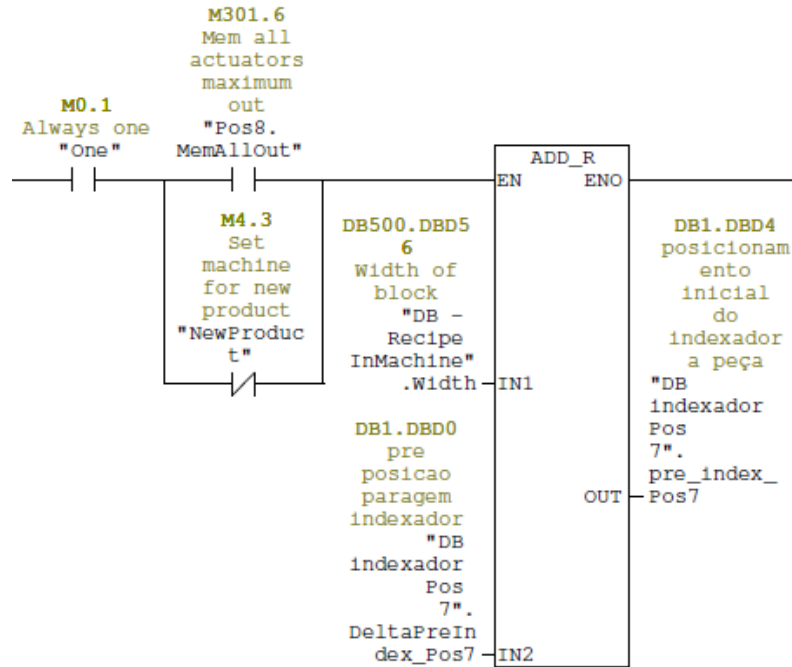 M301.6
Mem all
actuators
maximum
out
"Pos8.
MemAllOut"
M0.1
Always one
"One"
M4.3
Set
machine
for new
product
"NewProduc
t"
ADD_R
EN
ENO
DB500.DBD5
6
Width of
block
"DB -
Recipe
InMachine"
.Width
IN1
DB1.DBD0
pre
posicao
paragem
indexador
"DB
indexador
Pos
7".
DeltaPreIn
dex_Pos7
IN2
DB1.DBD4
posicionam
ento
inicial
do
indexador
a peça
"DB
indexador
Pos
7".
pre_index_
Pos7
OUT